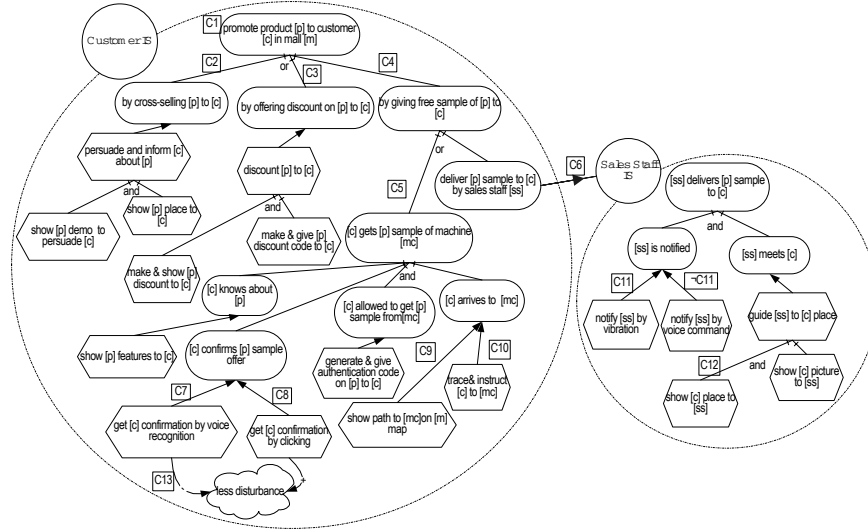 Customer IS
C1
promote product [p] to customer
[c] in mall [m]
C2
or
C3
C4
by cross-selling [p] to [c]
by offering discount on [p] to [c]
by giving free sample of [p] to
[c]
persuade and inform [c]
about [p]
discount [p] to [c]
or
deliver [p] sample to [c]
by sales staff [ss]
C5
C6
Sales Staff
IS
[ss] delivers [p] sample
to [c]
and
and
show [p] demo to
persuade [c]
show [p] place to
[c]
and
make & give [p]
discount code to [c]
make & show [p]
discount to [c]
[c] gets [p] sample of machine
[mc]
and
[ss] is notified
[ss] meets [c]
C11
¬C11
notify [ss] by
vibration
notify [ss] by
voice command
guide [ss] to [c] place
[c] knows about
[p]
[c] allowed to get [p]
sample from[mc]
[c] arrives to [mc]
show [p] features to [c]
[c] confirms [p] sample
offer
generate & give
authentication code
on [p] to [c]
C9
C10
trace& instruct
[c] to [mc]
C12
and
show [c] picture
to [ss]
show [c] place to
[ss]
C7
C8
get [c] confirmation by voice
recognition
get [c] confirmation
by clicking
show path to [mc]on [m]
map
C13
-
+
less disturbance